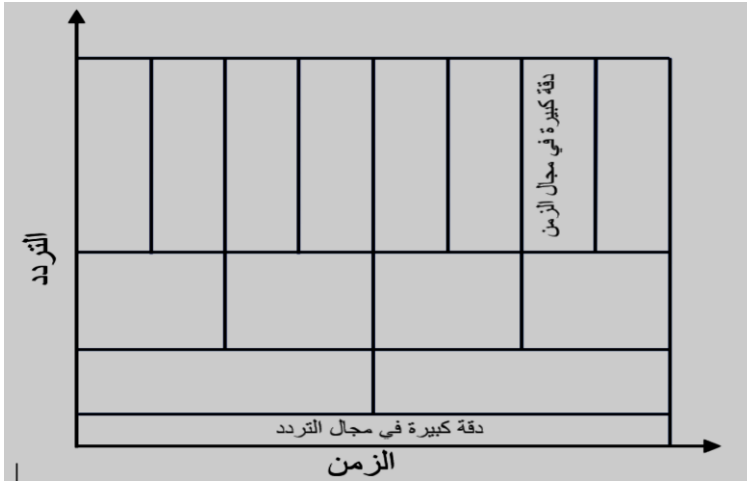 دقة كبيرة في مجال الزمن
التردد
دقة كبيرة في مجال التردد
الزمن